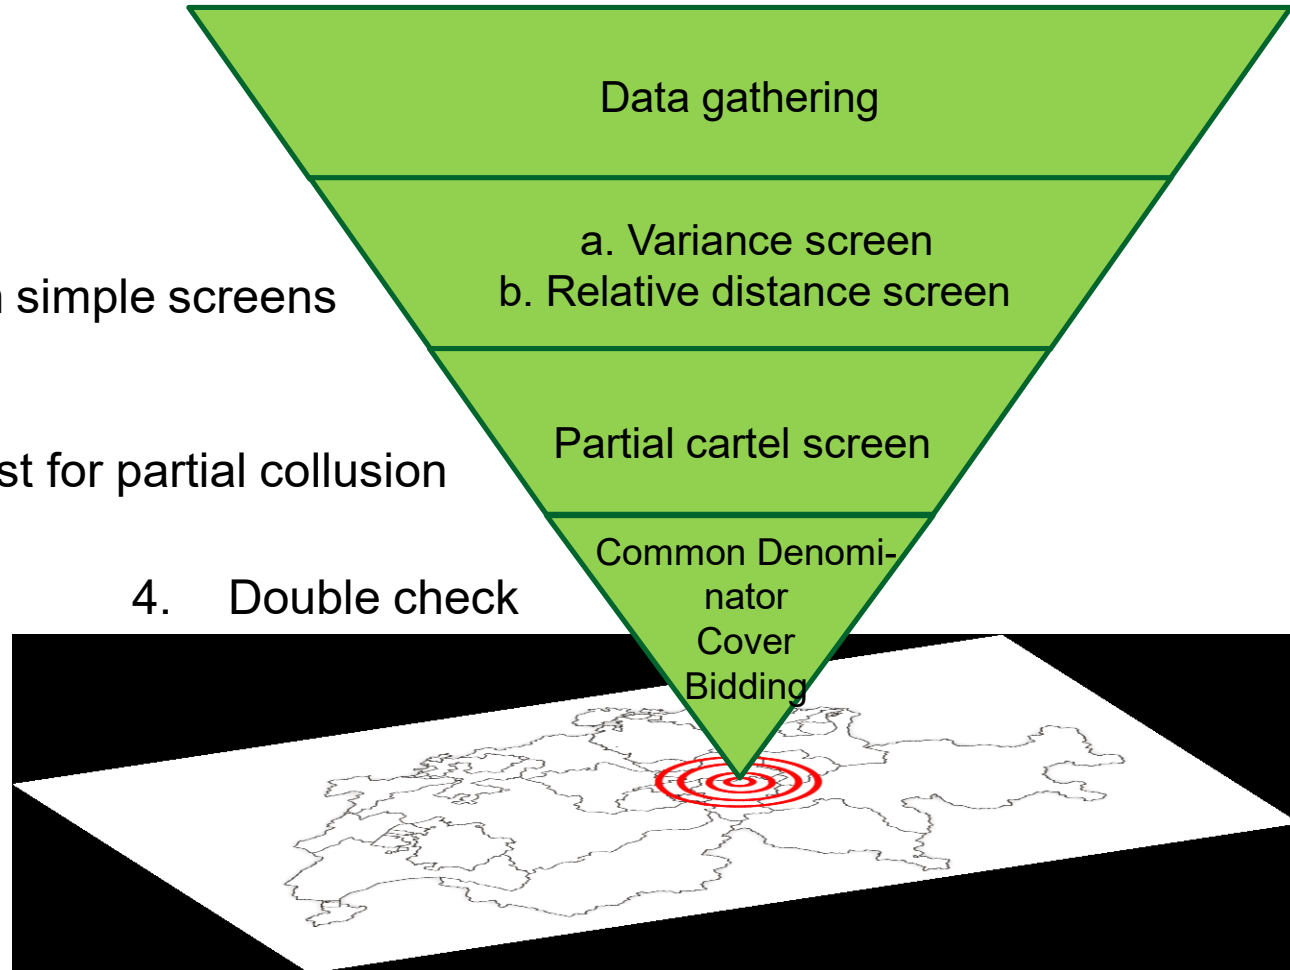 Data gathering
a. Variance screen
b. Relative distance screen
simple screens
Partial cartel screen
for partial collusion
Common Denomi-
nator
Cover
Bidding
4. Double check